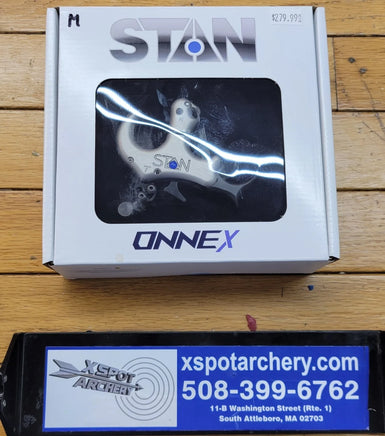 M
$279.99
STAN
STAN
ONNEX
XSPOT
ARCHERY
xspotarchery.com
508-399-6762
11-B Washington Street (Rte. 1)
South Attleboro, MA 02703